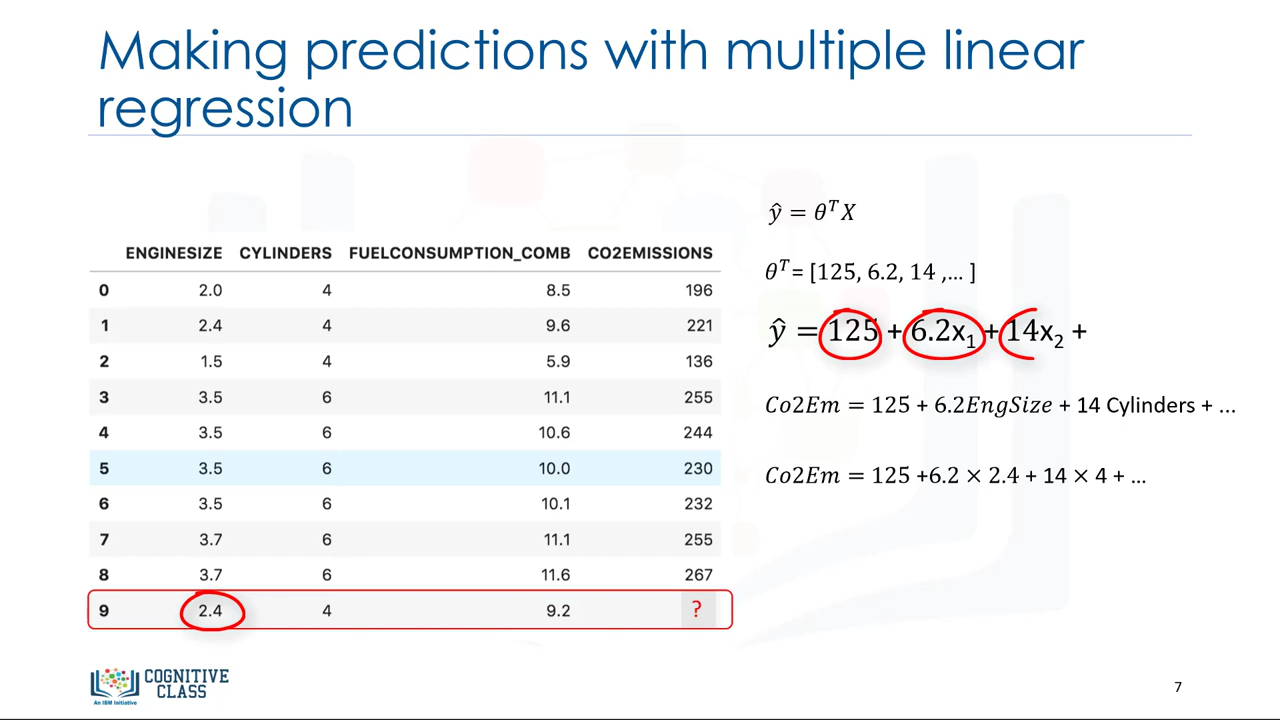 Making predictions with multiple linear
regression
ENGINESIZE CYLINDERS FUELCONSUMPTION_COMB CO2EMISSIONS
0 2.0 4 8.5 196
1 2.4 4 9.6 221
2 1.5 4 5.9 136
3 3.5 6 11.1 255
4 3.5 6 10.6 244
5 3.5 6 10.0 230
6 3.5 6 10.1 232
7 3.7 6 11.1 255
8 3.7 6 11.6 267
9 2.4 4 9.2 ?
ŷ = θᵀX
θᵀ= [125, 6.2, 14 ,… ]
ŷ = 125 + 6.2x₁ + 14x₂ +
Co2Em = 125 + 6.2EngSize + 14 Cylinders + …
Co2Em = 125 +6.2 × 2.4 + 14 × 4 + …
COGNITIVE
CLASS
An IBM Initiative
7